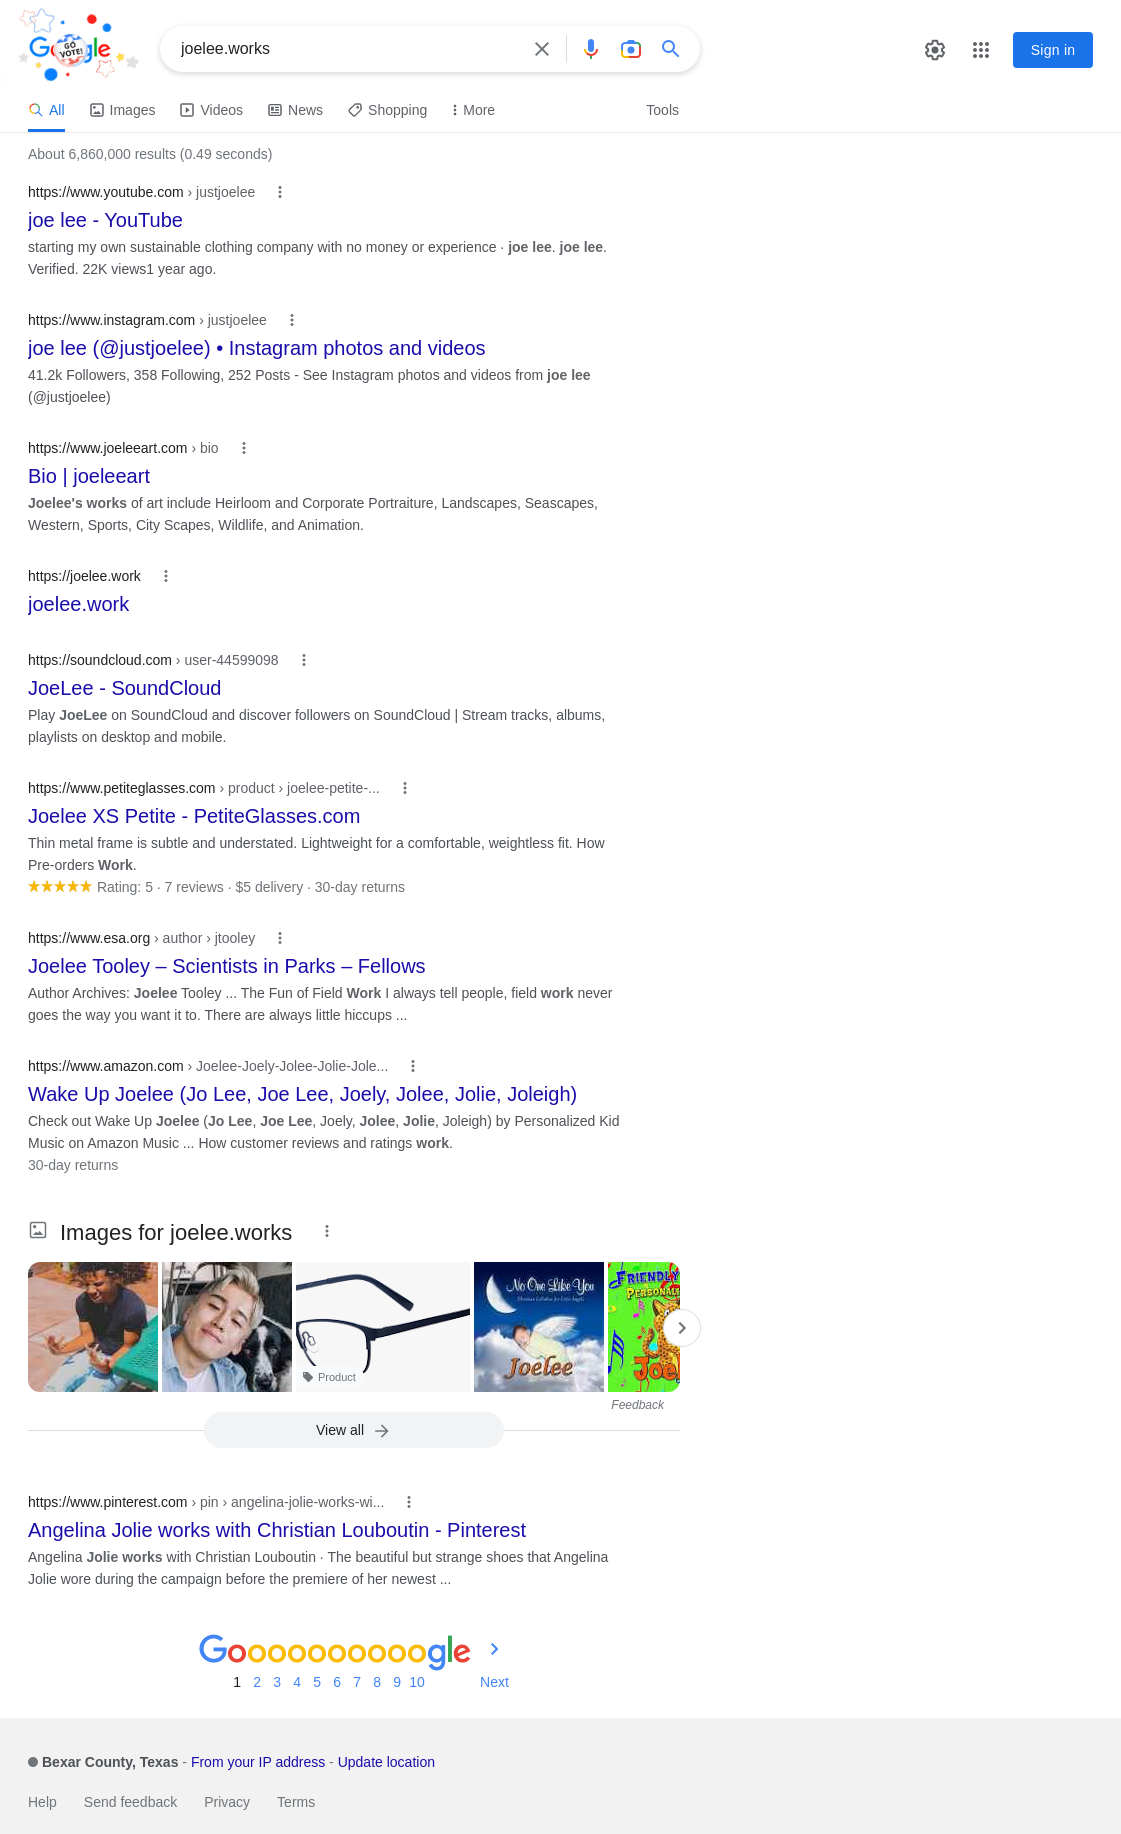 GO VOTE!
joelee.works
Sign in
All Images Videos News Shopping More Tools
About 6,860,000 results (0.49 seconds)
https://www.youtube.com › justjoelee
joe lee - YouTube
starting my own sustainable clothing company with no money or experience · joe lee. joe lee.
Verified. 22K views1 year ago.
https://www.instagram.com › justjoelee
joe lee (@justjoelee) • Instagram photos and videos
41.2k Followers, 358 Following, 252 Posts - See Instagram photos and videos from joe lee
(@justjoelee)
https://www.joeleeart.com › bio
Bio | joeleeart
Joelee's works of art include Heirloom and Corporate Portraiture, Landscapes, Seascapes,
Western, Sports, City Scapes, Wildlife, and Animation.
https://joelee.work
joelee.work
https://soundcloud.com › user-44599098
JoeLee - SoundCloud
Play JoeLee on SoundCloud and discover followers on SoundCloud | Stream tracks, albums,
playlists on desktop and mobile.
https://www.petiteglasses.com › product › joelee-petite-...
Joelee XS Petite - PetiteGlasses.com
Thin metal frame is subtle and understated. Lightweight for a comfortable, weightless fit. How
Pre-orders Work.
Rating: 5 · 7 reviews · $5 delivery · 30-day returns
https://www.esa.org › author › jtooley
Joelee Tooley – Scientists in Parks – Fellows
Author Archives: Joelee Tooley ... The Fun of Field Work I always tell people, field work never
goes the way you want it to. There are always little hiccups ...
https://www.amazon.com › Joelee-Joely-Jolee-Jolie-Jole...
Wake Up Joelee (Jo Lee, Joe Lee, Joely, Jolee, Jolie, Joleigh)
Check out Wake Up Joelee (Jo Lee, Joe Lee, Joely, Jolee, Jolie, Joleigh) by Personalized Kid
Music on Amazon Music ... How customer reviews and ratings work.
30-day returns
Images for joelee.works
No One Like You
Christian Lullabies for Little Angels
Joelee
FRIENDLY
PERSONAL
Joel
Product
Feedback
View all
https://www.pinterest.com › pin › angelina-jolie-works-wi...
Angelina Jolie works with Christian Louboutin - Pinterest
Angelina Jolie works with Christian Louboutin · The beautiful but strange shoes that Angelina
Jolie wore during the campaign before the premiere of her newest ...
Goooooooooogle
1 2 3 4 5 6 7 8 9 10 Next
Bexar County, Texas - From your IP address - Update location
Help Send feedback Privacy Terms